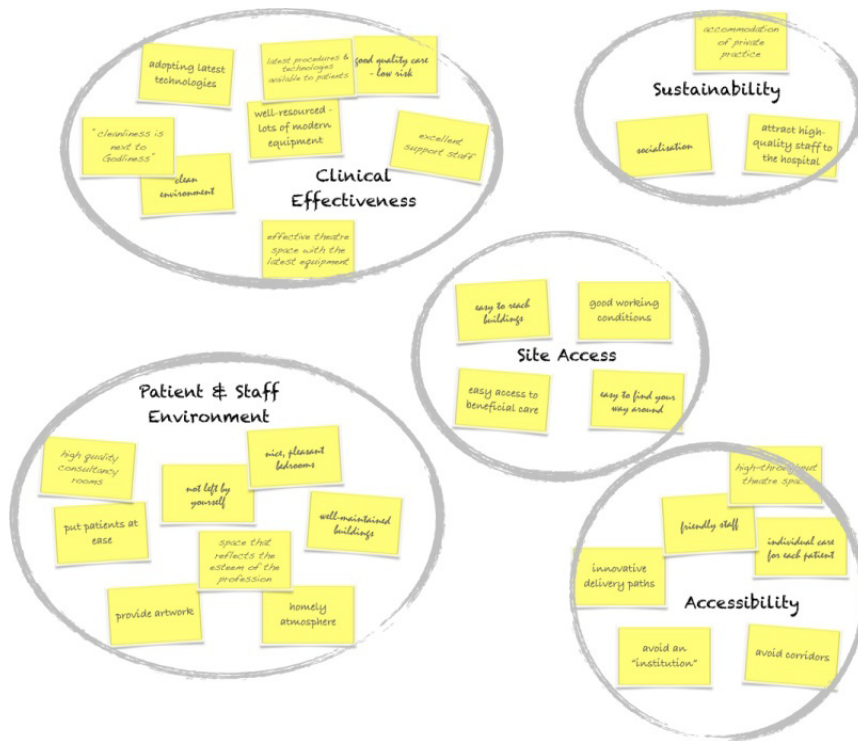 adopting latest
technologies
latest procedures &
technologies
available to patients
good quality care
- low risk
"cleanliness is
next to
Godliness"
well-resourced -
lots of modern
equipment
excellent
support staff
clean
environment
Clinical
Effectiveness
effective theatre
space with the
latest equipment
accommodation
of private
practice
Sustainability
socialisation
attract high-
quality staff to
the hospital
easy to reach
buildings
good working
conditions
Site Access
easy access to
beneficial care
easy to find your
way around
Patient & Staff
Environment
high quality
consultancy
rooms
not left by
yourself
nice, pleasant
bedrooms
put patients at
ease
space that
reflects the
esteem of the
profession
well-maintained
buildings
provide artwork
homely
atmosphere
high-throughput
theatre space
friendly staff
individual care
for each patient
innovative
delivery paths
Accessibility
avoid an
"institution"
avoid corridors